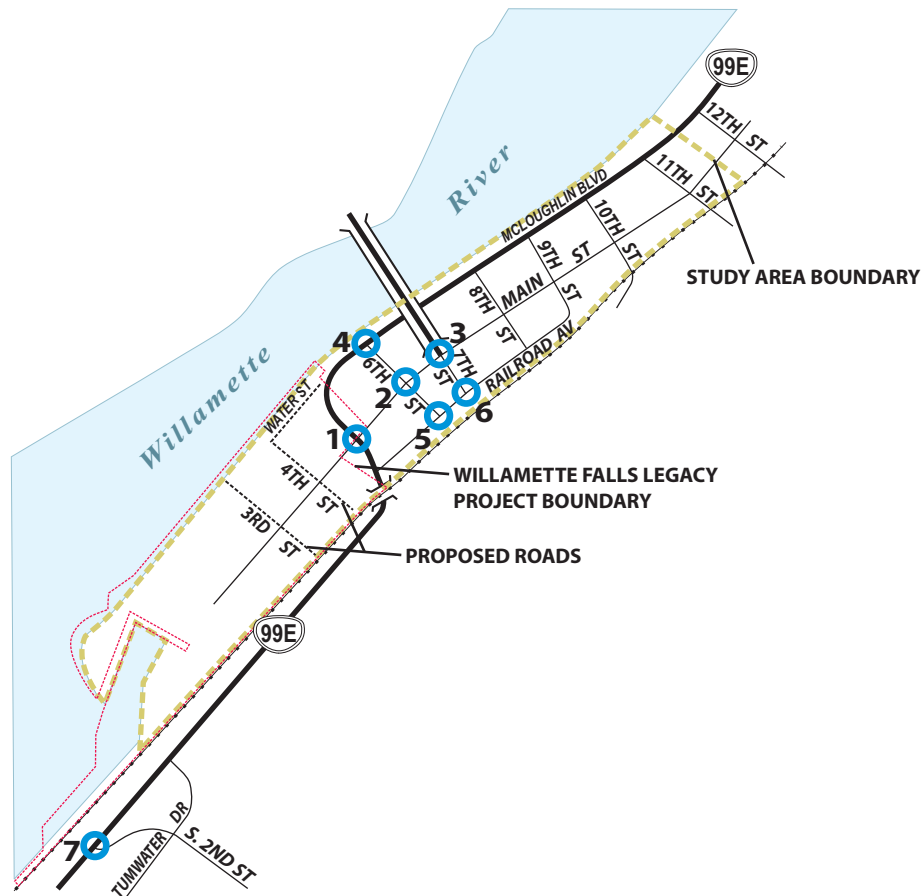 99E
12TH ST
11TH ST
River
MCLOUGHLIN BLVD
10TH ST
9TH ST
MAIN ST
8TH ST
STUDY AREA BOUNDARY
4
3
7TH ST
6TH ST
RAILROAD AV
2
6
5
Willamette
WATER ST
1
WILLAMETTE FALLS LEGACY
PROJECT BOUNDARY
4TH ST
3RD ST
PROPOSED ROADS
99E
7
TUMWATER DR
S. 2ND ST